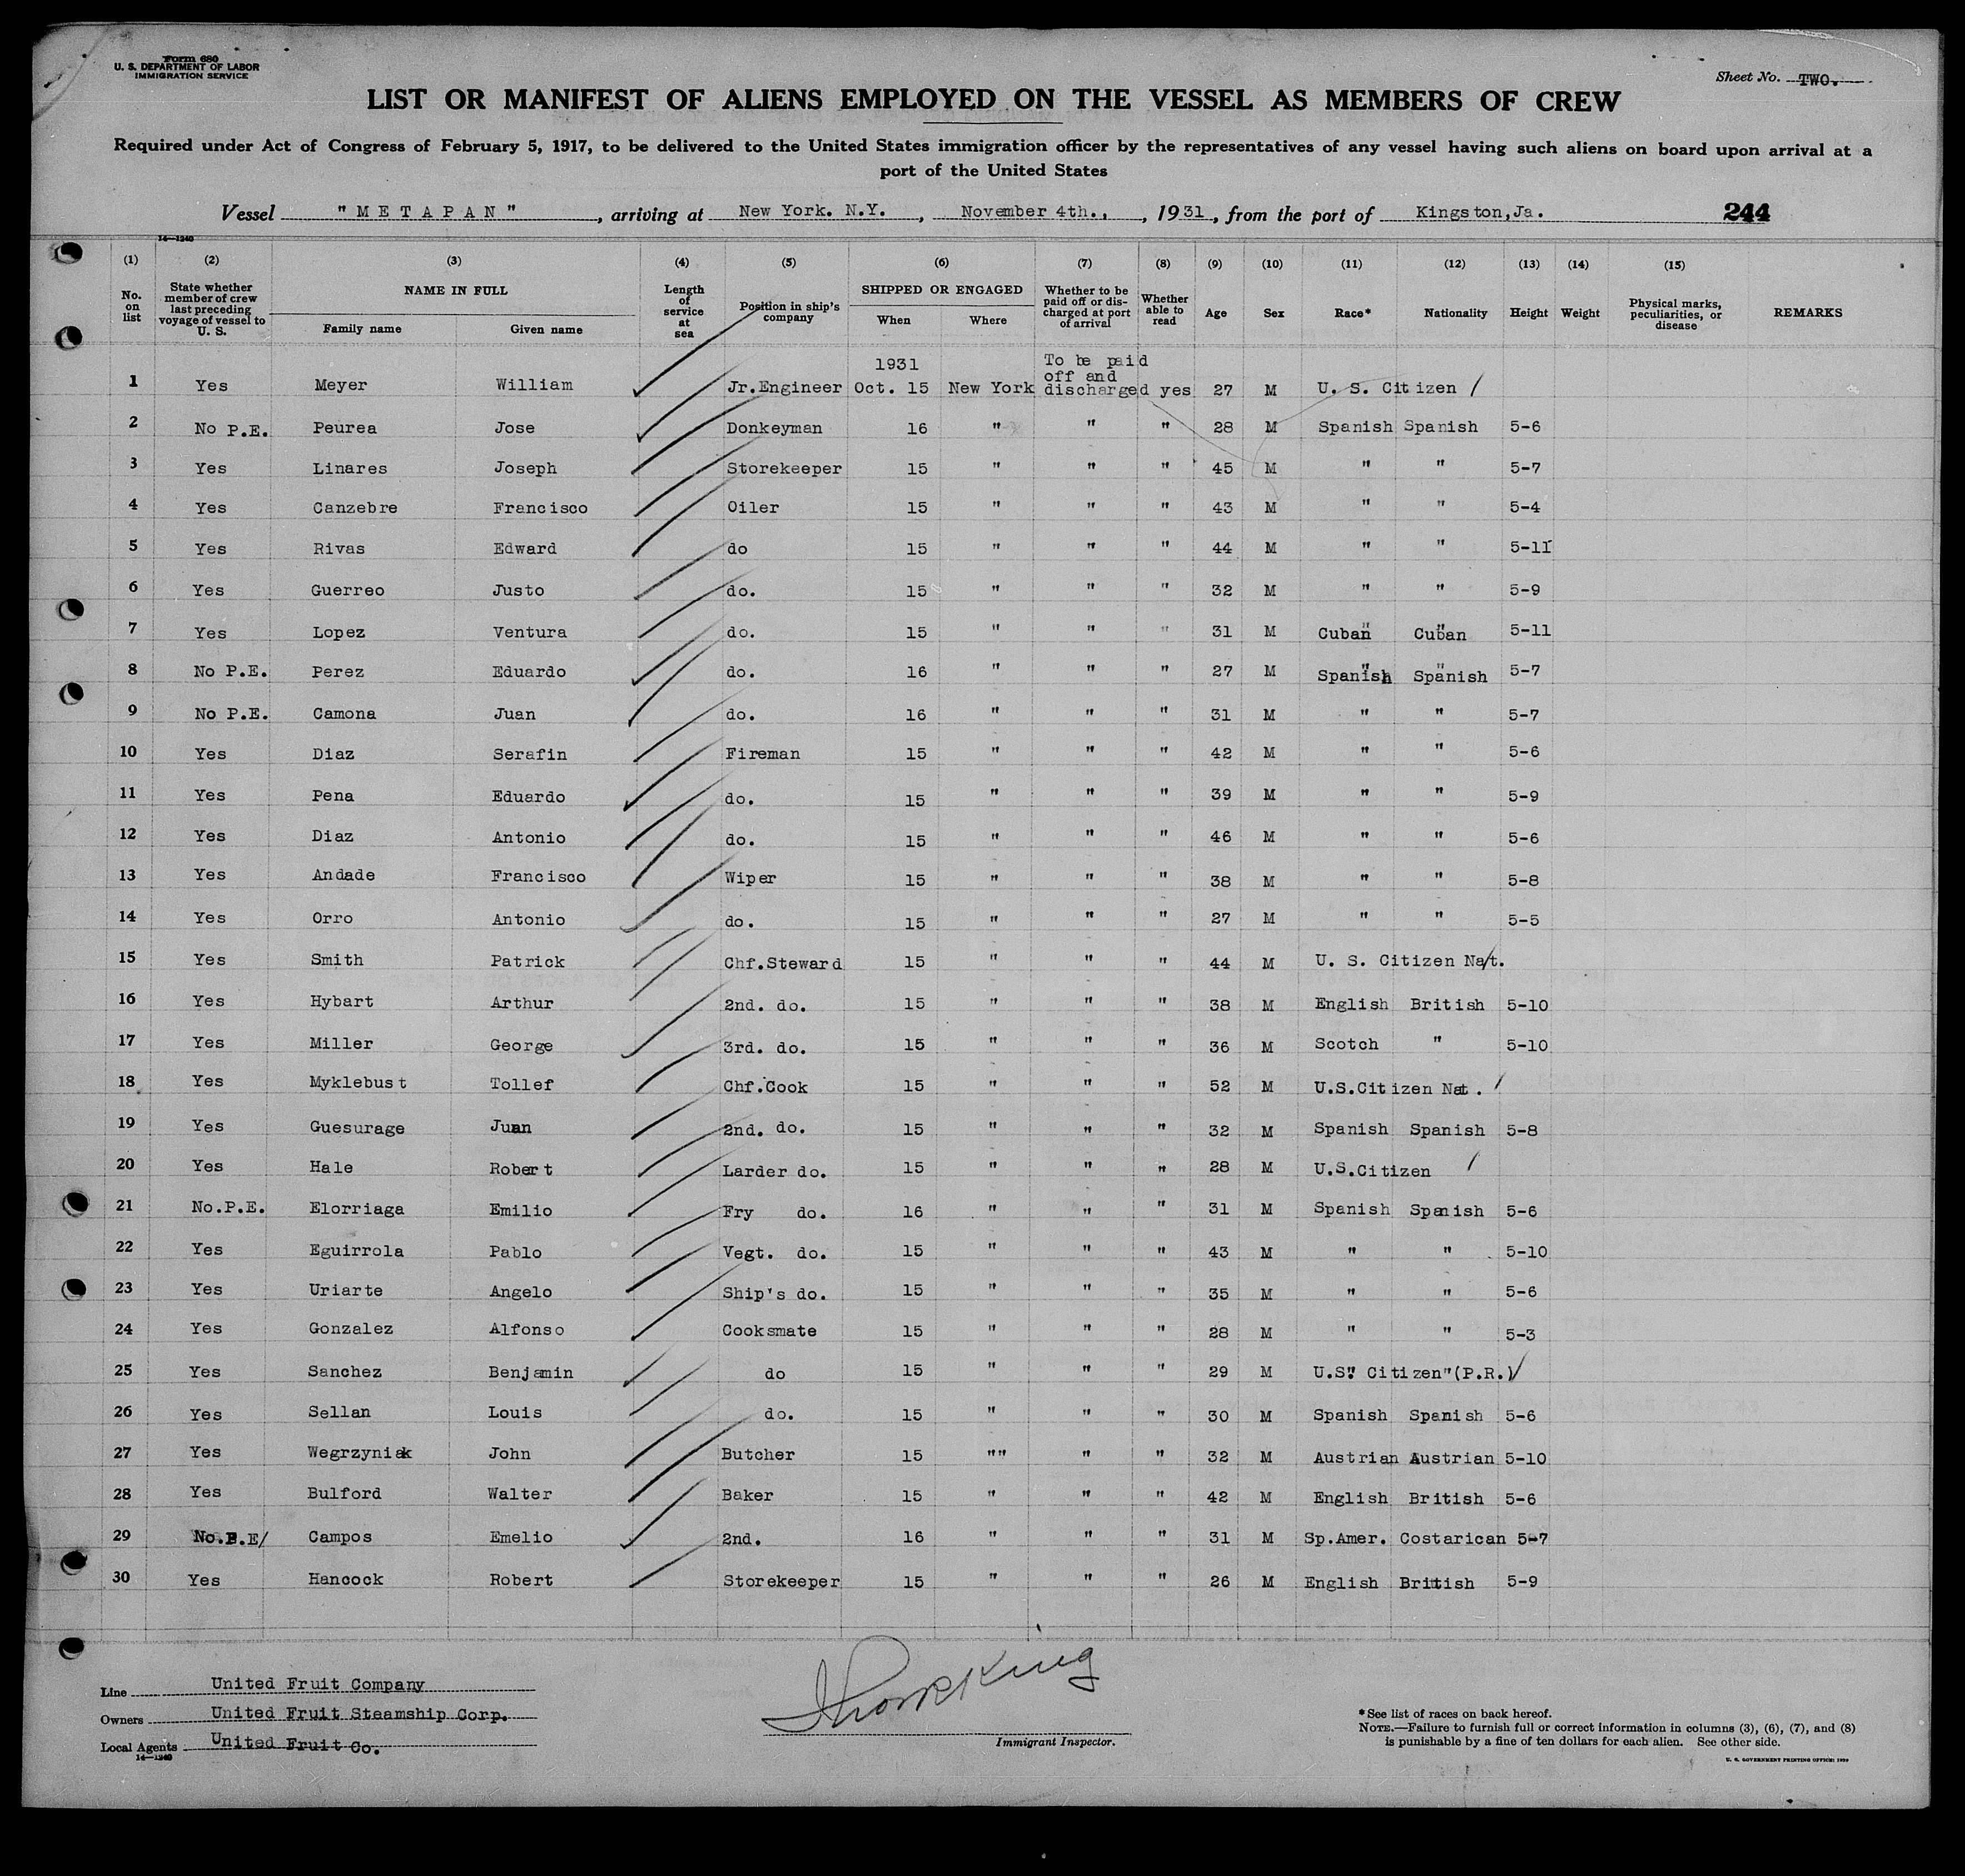 Form 680
U. S. DEPARTMENT OF LABOR
IMMIGRATION SERVICE
Sheet No. TWO.
LIST OR MANIFEST OF ALIENS EMPLOYED ON THE VESSEL AS MEMBERS OF CREW
Required under Act of Congress of February 5, 1917, to be delivered to the United States immigration officer by the representatives of any vessel having such aliens on board upon arrival at a
port of the United States
Vessel "METAPAN", arriving at New York. N.Y., November 4th., , 1931, from the port of Kingston,Ja. 244
14—1240
(1) (2) (3) (4) (5) (6) (7) (8) (9) (10) (11) (12) (13) (14) (15)
No. on list State whether member of crew last preceding voyage of vessel to U. S. NAME IN FULL Family name Given name Length of service at sea Position in ship's company SHIPPED OR ENGAGED When Where Whether to be paid off or discharged at port of arrival Whether able to read Age Sex Race* Nationality Height Weight Physical marks, peculiarities, or disease REMARKS
1 Yes Meyer William Jr.Engineer 1931 Oct. 15 New York To be paid off and discharged yes 27 M U. S. Citizen /
2 No P.E. Peurea Jose Donkeyman 16 " " " 28 M Spanish Spanish 5-6
3 Yes Linares Joseph Storekeeper 15 " " " 45 M " " 5-7
4 Yes Canzebre Francisco Oiler 15 " " " 43 M " " 5-4
5 Yes Rivas Edward do 15 " " " 44 M " " 5-11
6 Yes Guerreo Justo do. 15 " " " 32 M " " 5-9
7 Yes Lopez Ventura do. 15 " " " 31 M Cuban Cuban 5-11
8 No P.E. Perez Eduardo do. 16 " " " 27 M Spanish Spanish 5-7
9 No P.E. Camona Juan do. 16 " " " 31 M " " 5-7
10 Yes Diaz Serafin Fireman 15 " " " 42 M " " 5-6
11 Yes Pena Eduardo do. 15 " " " 39 M " " 5-9
12 Yes Diaz Antonio do. 15 " " " 46 M " " 5-6
13 Yes Andade Francisco Wiper 15 " " " 38 M " " 5-8
14 Yes Orro Antonio do. 15 " " " 27 M " " 5-5
15 Yes Smith Patrick Chf.Steward 15 " " " 44 M U. S. Citizen Nat.
16 Yes Hybart Arthur 2nd. do. 15 " " " 38 M English British 5-10
17 Yes Miller George 3rd. do. 15 " " " 36 M Scotch " 5-10
18 Yes Myklebust Tollef Chf.Cook 15 " " " 52 M U.S.Citizen Nat. /
19 Yes Guesurage Juan 2nd. do. 15 " " " 32 M Spanish Spanish 5-8
20 Yes Hale Robert Larder do. 15 " " " 28 M U.S.Citizen /
21 No.P.E. Elorriaga Emilio Fry do. 16 " " " 31 M Spanish Spanish 5-6
22 Yes Eguirrola Pablo Vegt. do. 15 " " " 43 M " " 5-10
23 Yes Uriarte Angelo Ship's do. 15 " " " 35 M " " 5-6
24 Yes Gonzalez Alfonso Cooksmate 15 " " " 28 M " " 5-3
25 Yes Sanchez Benjamin do 15 " " " 29 M U.S." Citizen"(P.R.)
26 Yes Sellan Louis do. 15 " " " 30 M Spanish Spanish 5-6
27 Yes Wegrzyniak John Butcher 15 "" " " 32 M Austrian Austrian 5-10
28 Yes Bulford Walter Baker 15 " " " 42 M English British 5-6
29 No.P.E/ Campos Emelio 2nd. 16 " " " 31 M Sp.Amer. Costarican 5-7
30 Yes Hancock Robert Storekeeper 15 " " " 26 M English British 5-9
Line United Fruit Company
Owners United Fruit Steamship Corp.
Local Agents United Fruit Co.
14—1240
Immigrant Inspector.
*See list of races on back hereof.
NOTE.—Failure to furnish full or correct information in columns (3), (6), (7), and (8)
is punishable by a fine of ten dollars for each alien. See other side.
U. S. GOVERNMENT PRINTING OFFICE: 1930